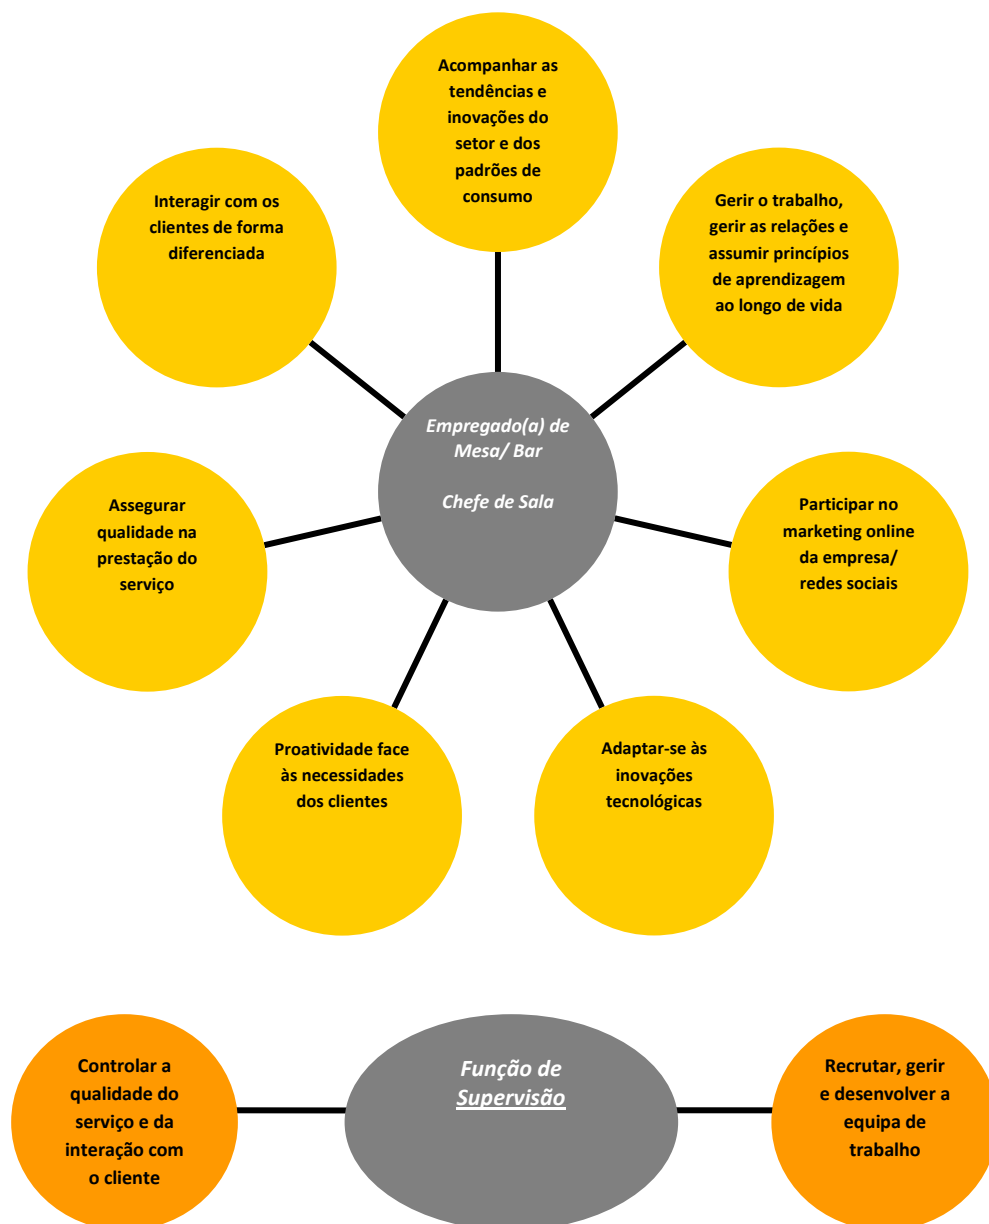 Acompanhar as
tendências e
inovações do
setor e dos
padrões de
consumo
Interagir com os
clientes de forma
diferenciada
Gerir o trabalho,
gerir as relações e
assumir princípios
de aprendizagem
ao longo de vida
Empregado(a) de
Mesa/ Bar
Chefe de Sala
Assegurar
qualidade na
prestação do
serviço
Participar no
marketing online
da empresa/
redes sociais
Proatividade face
às necessidades
dos clientes
Adaptar-se às
inovações
tecnológicas
Controlar a
qualidade do
serviço e da
interação com
o cliente
Função de
Supervisão
Recrutar, gerir
e desenvolver a
equipa de
trabalho